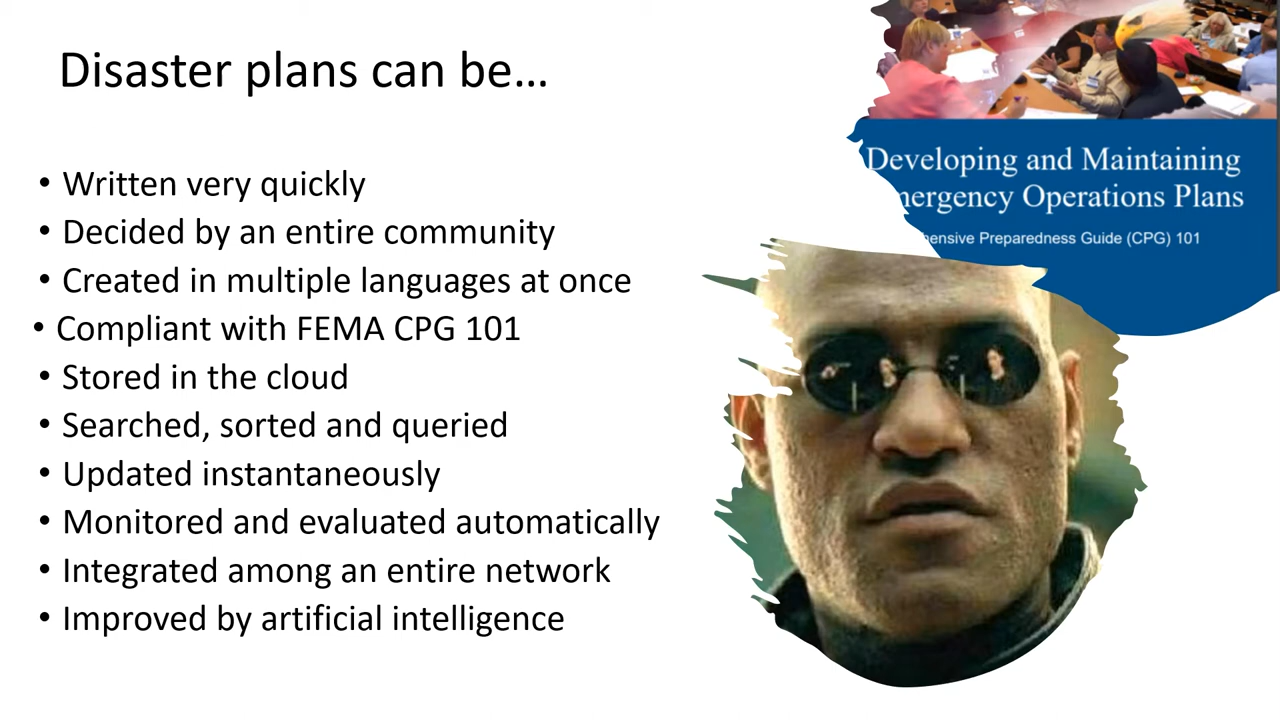 Disaster plans can be...
• Written very quickly
• Decided by an entire community
• Created in multiple languages at once
• Compliant with FEMA CPG 101
• Stored in the cloud
• Searched, sorted and queried
• Updated instantaneously
• Monitored and evaluated automatically
• Integrated among an entire network
• Improved by artificial intelligence
Developing and Maintaining
Operations Plans
Preparedness Guide (CPG) 101